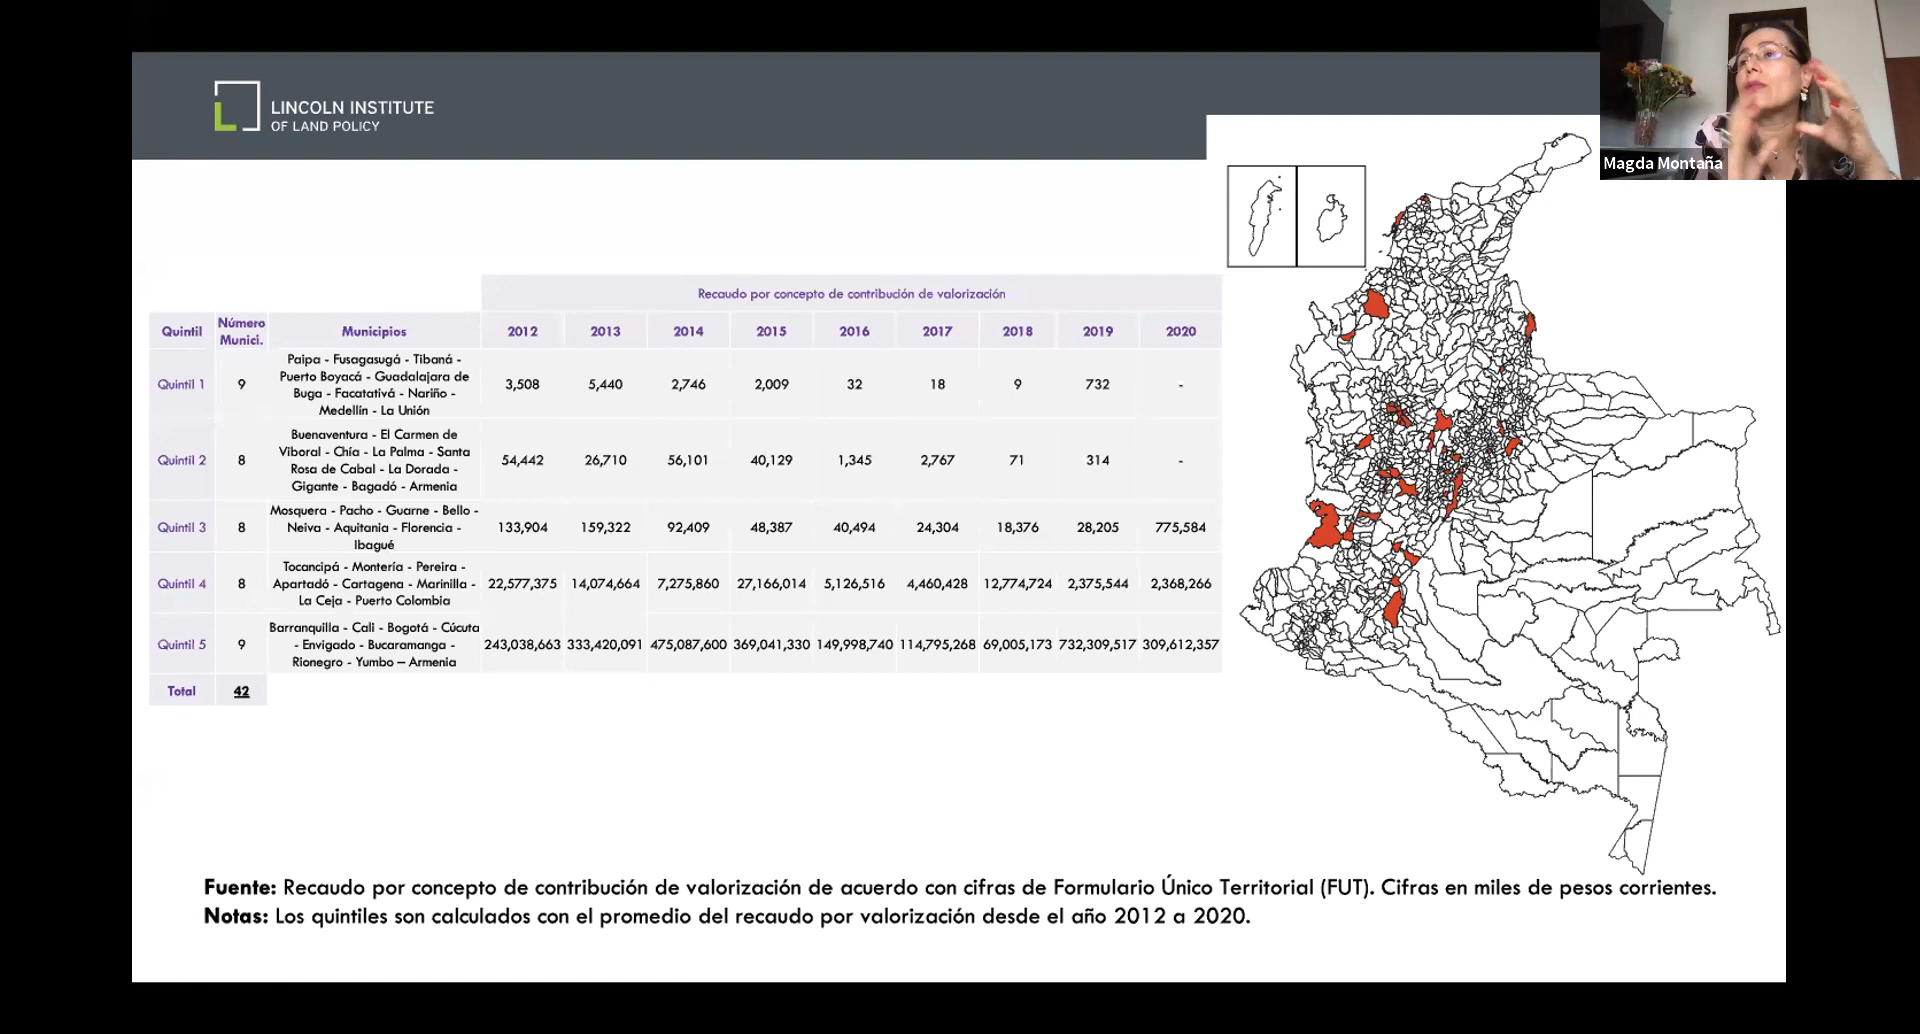 LINCOLN INSTITUTE
OF LAND POLICY
Magda Montaña
Recaudo por concepto de contribución de valorización
Quintil Número Munici. Municipios 2012 2013 2014 2015 2016 2017 2018 2019 2020
Quintil 1 9 Paipa - Fusagasugá - Tibaná -
Puerto Boyacá - Guadalajara de
Buga - Facatativá - Nariño -
Medellín - La Unión
3,508 5,440 2,746 2,009 32 18 9 732 -
Quintil 2 8 Buenaventura - El Carmen de
Viboral - Chía - La Palma - Santa
Rosa de Cabal - La Dorada -
Gigante - Bagadó - Armenia
54,442 26,710 56,101 40,129 1,345 2,767 71 314 -
Quintil 3 8 Mosquera - Pacho - Guarne - Bello -
Neiva - Aquitania - Florencia -
Ibagué
133,904 159,322 92,409 48,387 40,494 24,304 18,376 28,205 775,584
Quintil 4 8 Tocancipá - Montería - Pereira -
Apartadó - Cartagena - Marinilla -
La Ceja - Puerto Colombia
22,577,375 14,074,664 7,275,860 27,166,014 5,126,516 4,460,428 12,774,724 2,375,544 2,368,266
Quintil 5 9 Barranquilla - Cali - Bogotá - Cúcuta
- Envigado - Bucaramanga -
Rionegro - Yumbo – Armenia
243,038,663 333,420,091 475,087,600 369,041,330 149,998,740 114,795,268 69,005,173 732,309,517 309,612,357
Total 42
Fuente: Recaudo por concepto de contribución de valorización de acuerdo con cifras de Formulario Único Territorial (FUT). Cifras en miles de pesos corrientes.
Notas: Los quintiles son calculados con el promedio del recaudo por valorización desde el año 2012 a 2020.